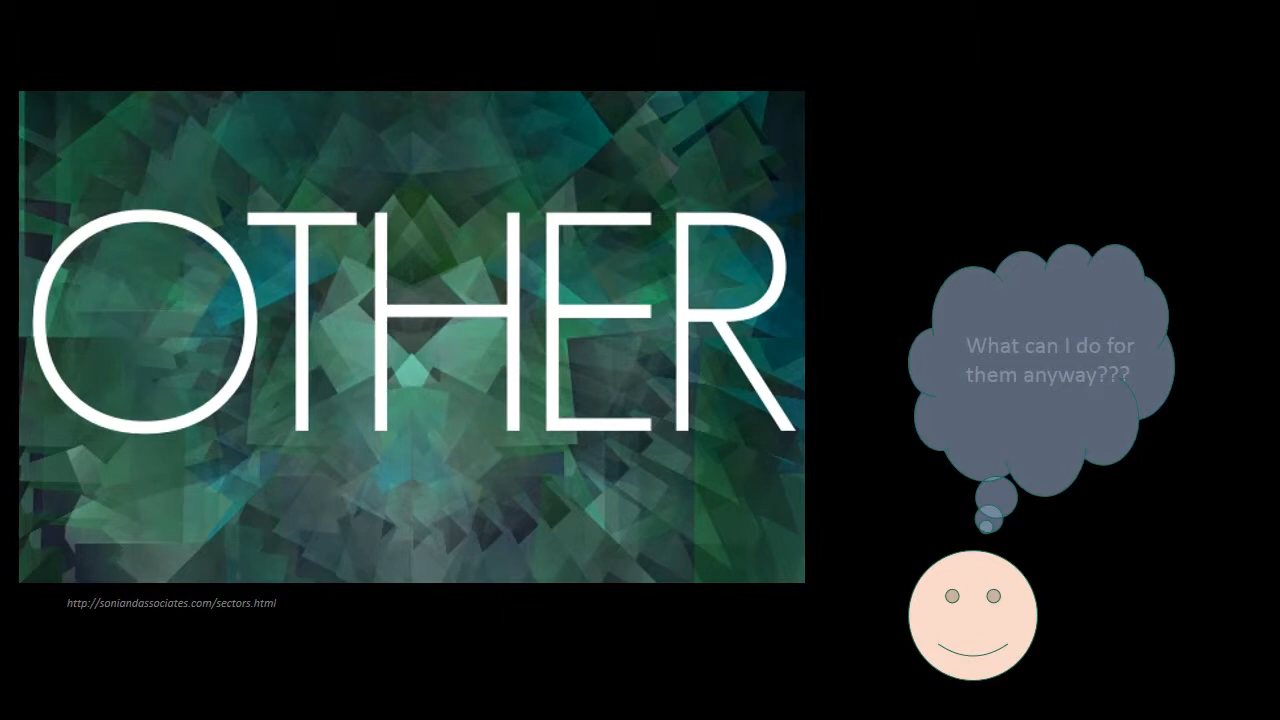 OTHER
What can I do for
them anyway???
http://soniandassociates.com/sectors.html